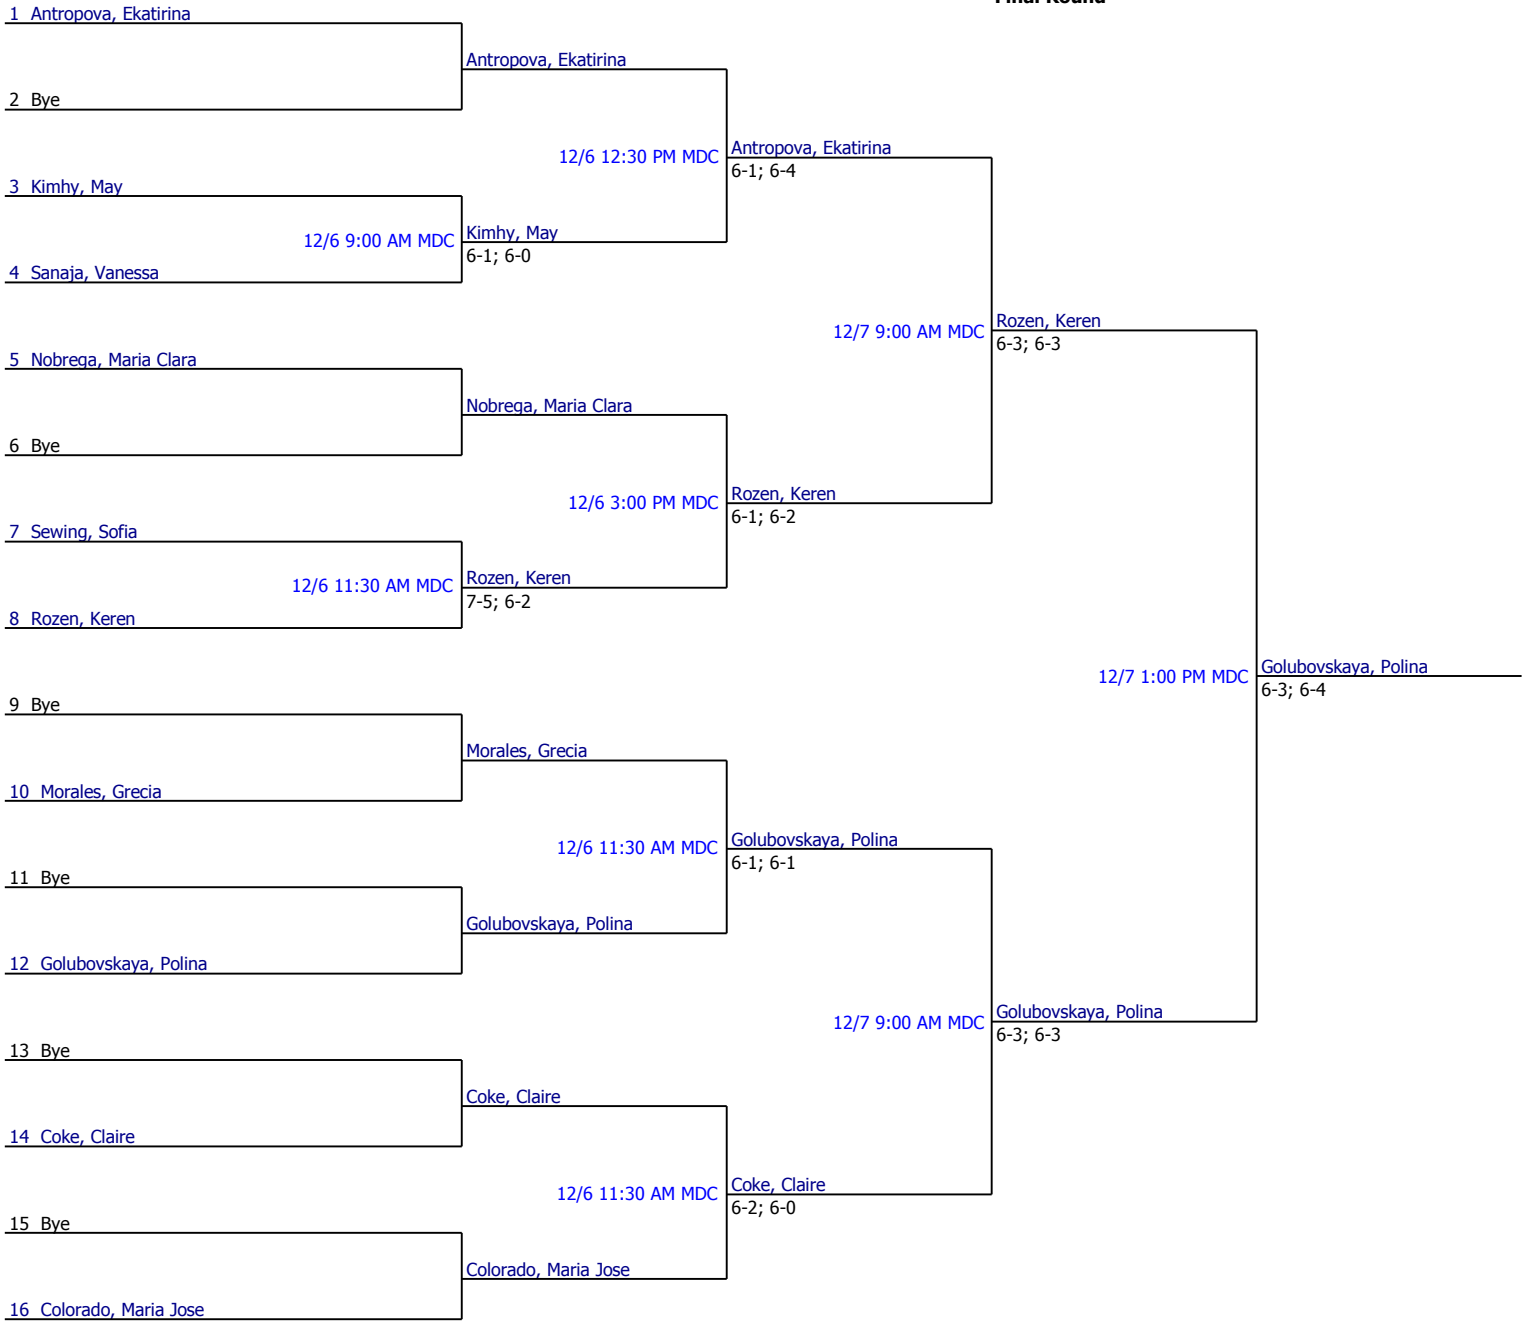 Final Round
1 Antropova, Ekatirina
Antropova, Ekatirina
2 Bye
12/6 12:30 PM MDC
Antropova, Ekatirina
6-1; 6-4
3 Kimhy, May
12/6 9:00 AM MDC
Kimhy, May
6-1; 6-0
4 Sanaja, Vanessa
12/7 9:00 AM MDC
Rozen, Keren
6-3; 6-3
5 Nobrega, Maria Clara
Nobrega, Maria Clara
6 Bye
12/6 3:00 PM MDC
Rozen, Keren
6-1; 6-2
7 Sewing, Sofia
12/6 11:30 AM MDC
Rozen, Keren
7-5; 6-2
8 Rozen, Keren
12/7 1:00 PM MDC
Golubovskaya, Polina
6-3; 6-4
9 Bye
Morales, Grecia
10 Morales, Grecia
12/6 11:30 AM MDC
Golubovskaya, Polina
6-1; 6-1
11 Bye
Golubovskaya, Polina
12 Golubovskaya, Polina
12/7 9:00 AM MDC
Golubovskaya, Polina
6-3; 6-3
13 Bye
Coke, Claire
14 Coke, Claire
12/6 11:30 AM MDC
Coke, Claire
6-2; 6-0
15 Bye
Colorado, Maria Jose
16 Colorado, Maria Jose